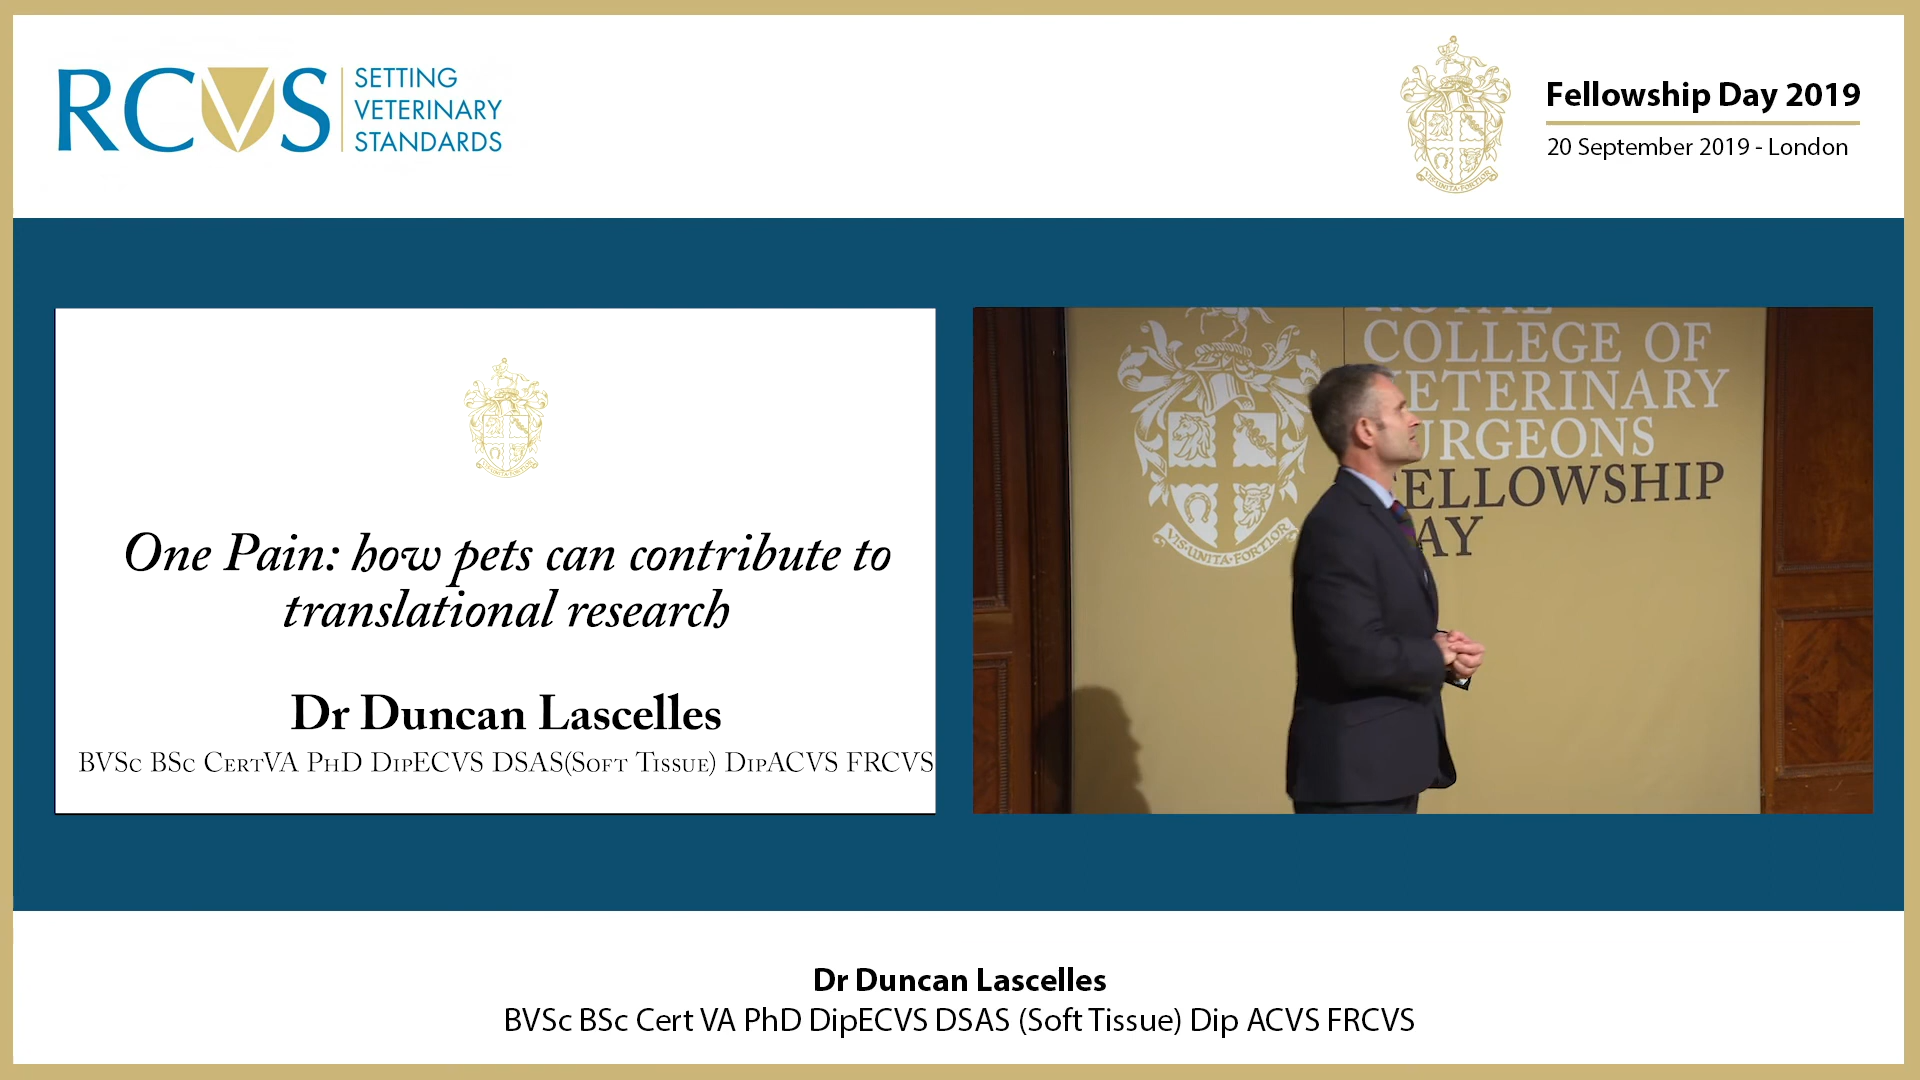 RCVS
SETTING
VETERINARY
STANDARDS
Fellowship Day 2019
20 September 2019 - London
VIS·UNITA·FORTIOR
One Pain: how pets can contribute to
translational research
Dr Duncan Lascelles
BVSc BSc CertVA PhD DipECVS DSAS(Soft Tissue) DipACVS FRCVS
COLLEGE OF
ETERINARY
URGEONS
ELLOWSHIP
AY
VIS·UNITA·FORTIOR
Dr Duncan Lascelles
BVSc BSc Cert VA PhD DipECVS DSAS (Soft Tissue) Dip ACVS FRCVS